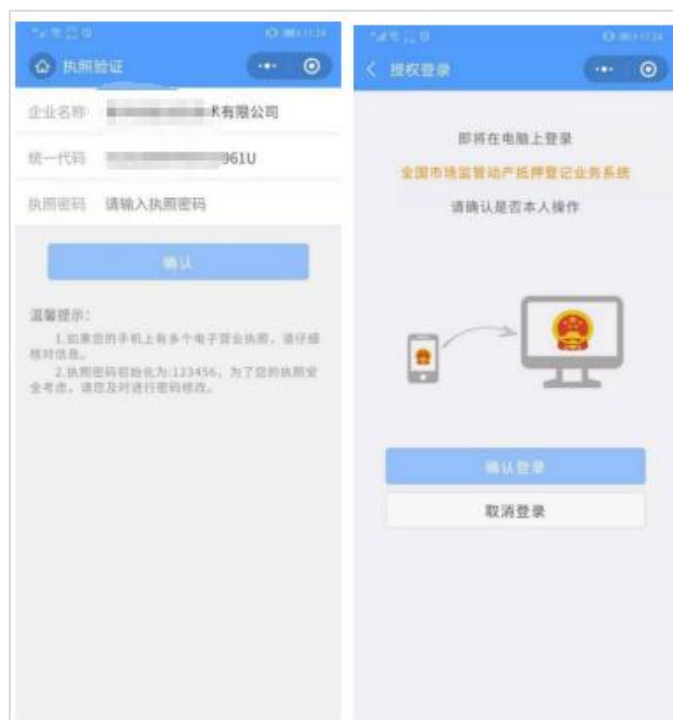 执照验证
企业名称 术有限公司
统一代码 961U
执照密码 请输入执照密码
确认
温馨提示:
1.如果您的手机上有多个电子营业执照，请仔细
核对信息。
2.执照密码初始化为:123456，为了您的执照安
全考虑，请您及时进行密码修改。
11:24
授权登录
即将在电脑上登录
全国市场监管动产抵押登记业务系统
请确认是否本人操作
确认登录
取消登录